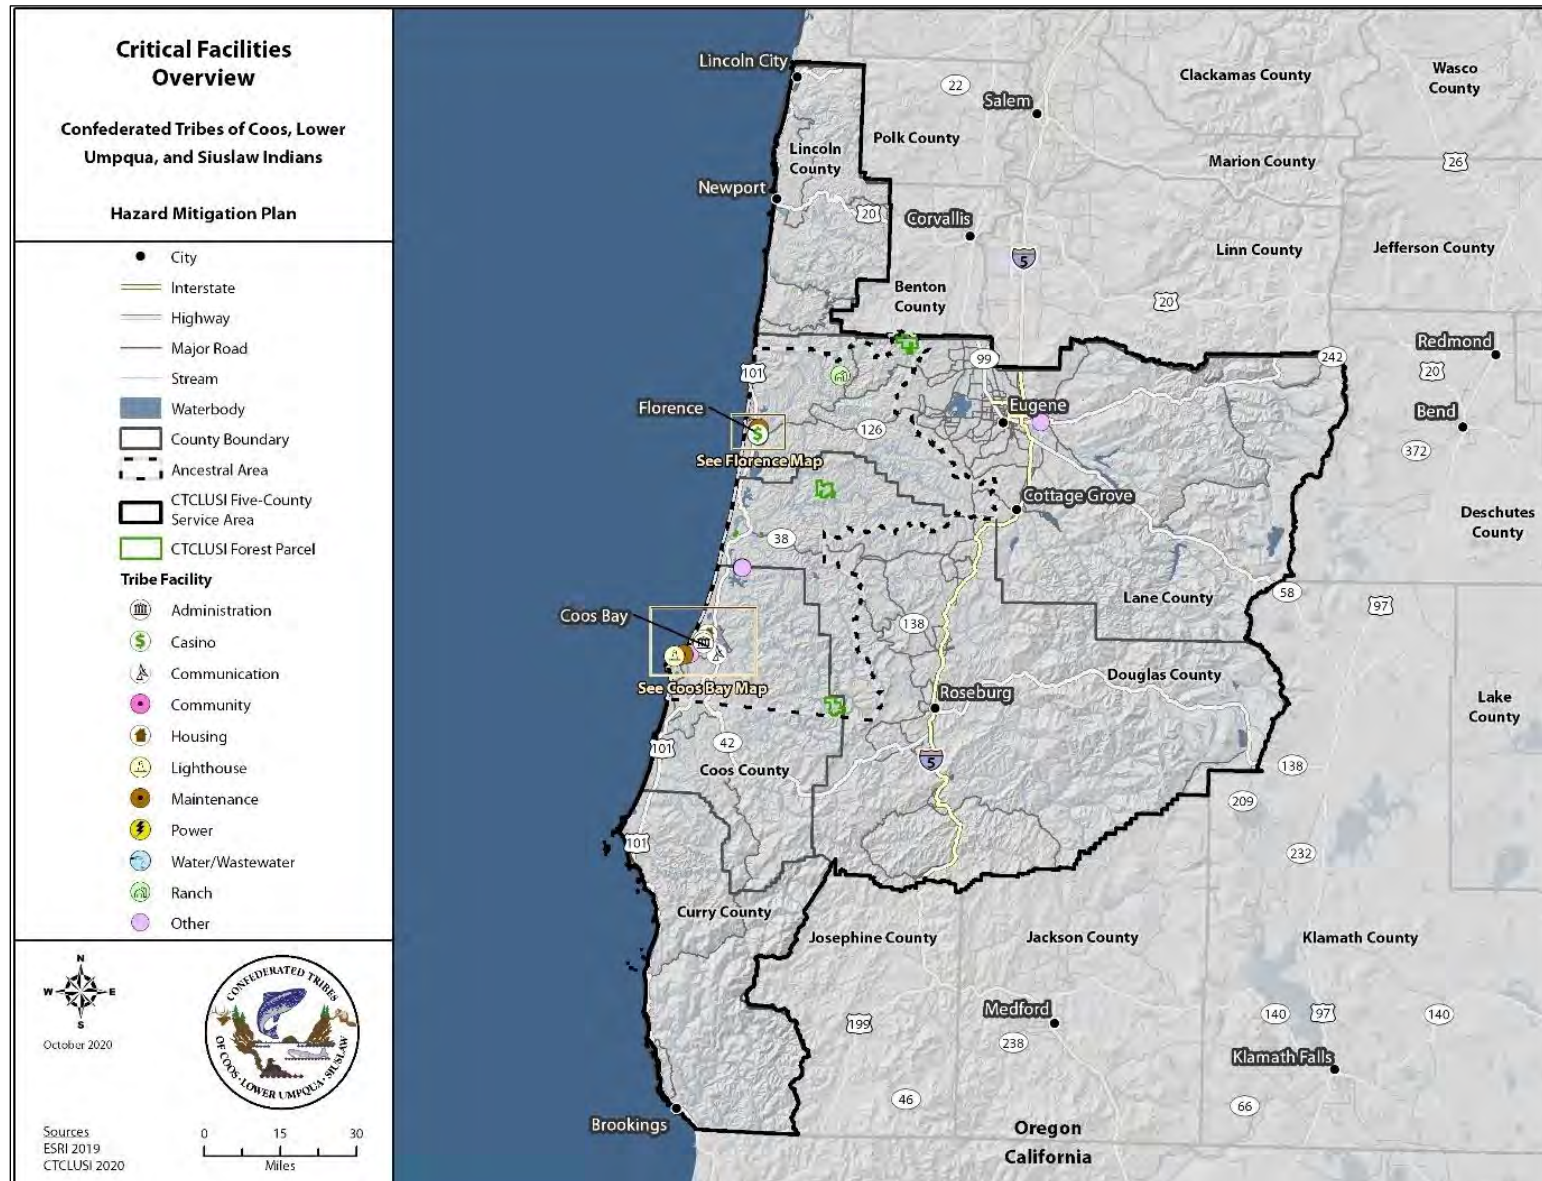 Critical Facilities
Overview
Confederated Tribes of Coos, Lower
Umpqua, and Siuslaw Indians
Hazard Mitigation Plan
City
Interstate
Highway
Major Road
Stream
Waterbody
County Boundary
Ancestral Area
CTCLUSI Five-County
Service Area
CTCLUSI Forest Parcel
Tribe Facility
Administration
Casino
Communication
Community
Housing
Lighthouse
Maintenance
Power
Water/Wastewater
Ranch
Other
N
W E
S
October 2020
CONFEDERATED TRIBES
OF COOS · LOWER UMPQUA · SIUSLAW
Sources
ESRI 2019
CTCLUSI 2020
0 15 30
Miles
Lincoln City
22
Salem
Clackamas County
Wasco
County
Polk County
Lincoln
County
Marion County
26
Newport
20
Corvallis
5
Linn County
Jefferson County
Benton
County
20
Redmond
242
99
101
20
Florence
$
Eugene
Bend
126
372
See Florence Map
Cottage Grove
Deschutes
County
38
58
97
Lane County
Coos Bay
138
Douglas County
See Coos Bay Map
Roseburg
Lake
County
101
42
5
Coos County
138
209
101
232
Curry County
Josephine County
Jackson County
Klamath County
Medford
199
238
140
97
140
Klamath Falls
46
66
Brookings
Oregon
California